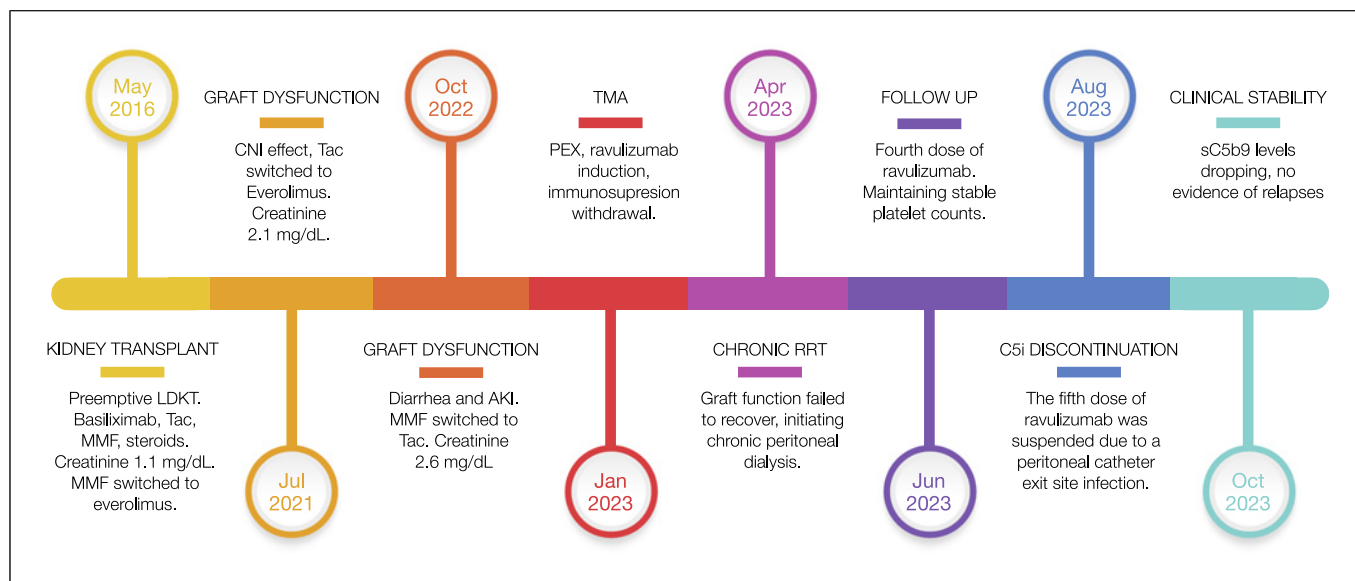 May
2016
KIDNEY TRANSPLANT
Preemptive LDKT.
Basiliximab, Tac,
MMF, steroids.
Creatinine 1.1 mg/dL.
MMF switched to
everolimus.
GRAFT DYSFUNCTION
CNI effect, Tac
switched to
Everolimus.
Creatinine
2.1 mg/dL.
Jul
2021
Oct
2022
GRAFT DYSFUNCTION
Diarrhea and AKI.
MMF switched to
Tac. Creatinine
2.6 mg/dL
TMA
PEX, ravulizumab
induction,
immunosupresion
withdrawal.
Jan
2023
Apr
2023
CHRONIC RRT
Graft function failed
to recover, initiating
chronic peritoneal
dialysis.
FOLLOW UP
Fourth dose of
ravulizumab.
Maintaining stable
platelet counts.
Jun
2023
Aug
2023
C5i DISCONTINUATION
The fifth dose of
ravulizumab was
suspended due to a
peritoneal catheter
exit site infection.
CLINICAL STABILITY
sC5b9 levels
dropping, no
evidence of relapses
Oct
2023